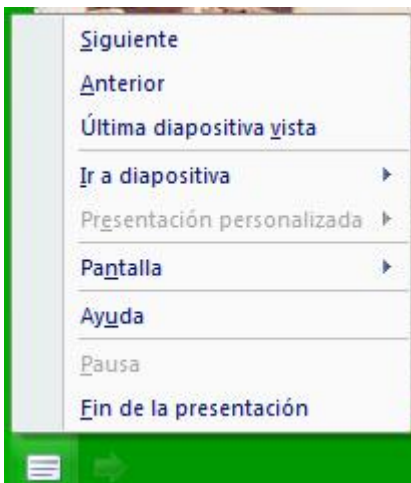 Siguiente
Anterior
Última diapositiva vista
Ir a diapositiva
Presentación personalizada
Pantalla
Ayuda
Pausa
Fin de la presentación